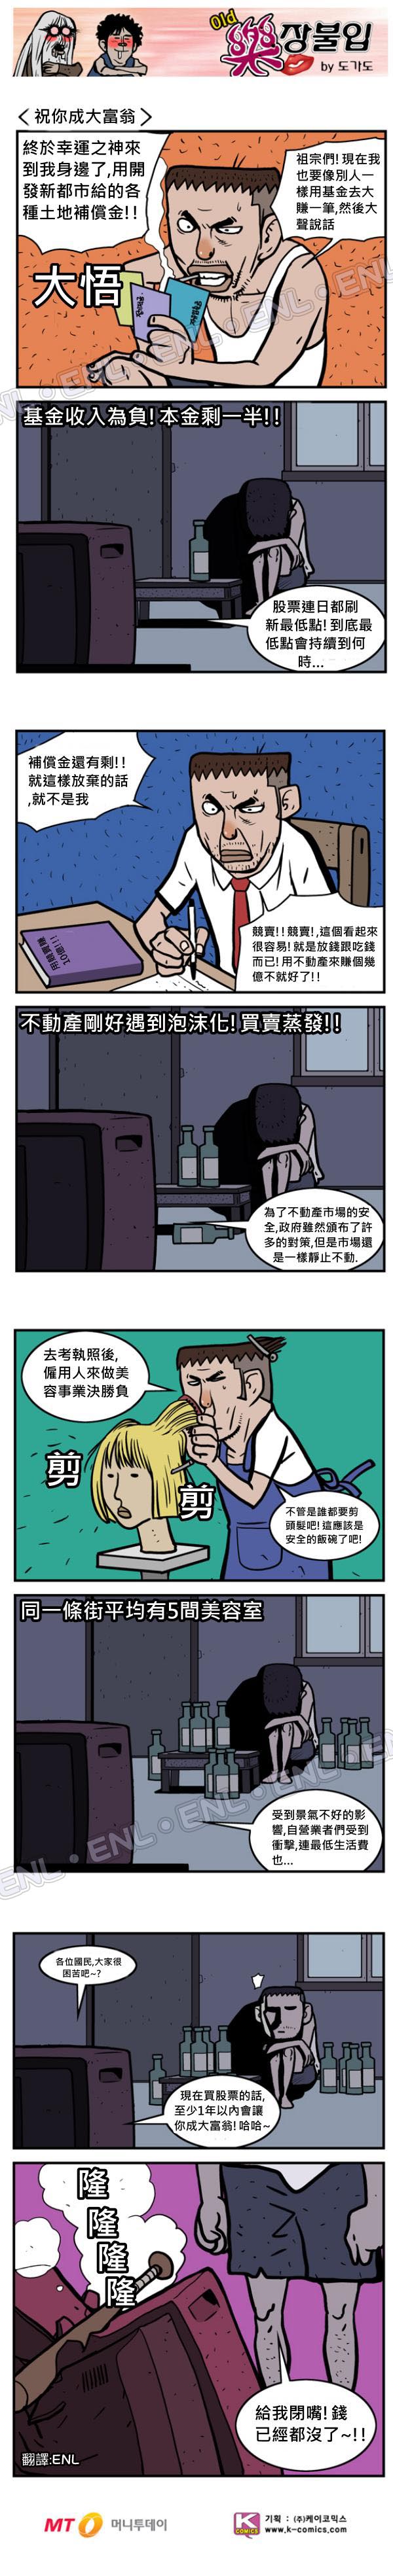 Old
樂장불입
by 도가도
< 祝你成大富翁 >
終於幸運之神來
到我身邊了,用開
發新都市給的各
種土地補償金!!
祖宗們! 現在我
也要像別人一
樣用基金去大
賺一筆,然後大
聲說話
大悟
基金收入為負! 本金剩一半!!
股票連日都刷
新最低點! 到底最
低點會持續到何
時...
補償金還有剩!!
就這樣放棄的話
,就不是我
用競賣賺
10億!!
競賣!! 競賣!,這個看起來
很容易! 就是放錢跟吃錢
而已! 用不動產來賺個幾
億不就好了!!
不動產剛好遇到泡沫化! 買賣蒸發!!
為了不動產市場的安
全,政府雖然頒布了許
多的對策,但是市場還
是一樣靜止不動.
去考執照後,
僱用人來做美
容事業決勝負
剪
剪
不管是誰都要剪
頭髮吧! 這應該是
安全的飯碗了吧!
同一條街平均有5間美容室
受到景氣不好的影
響,自營業者們受到
衝擊,連最低生活費
也...
各位國民,大家很
困苦吧~?
現在買股票的話,
至少1年以內會讓
你成大富翁! 哈哈~
隆
隆
隆
隆
給我閉嘴! 錢
已經都沒了~!!
翻譯:ENL
MT 머니투데이
K COMICS
기획 : (주)케이코믹스
www.k-comics.com